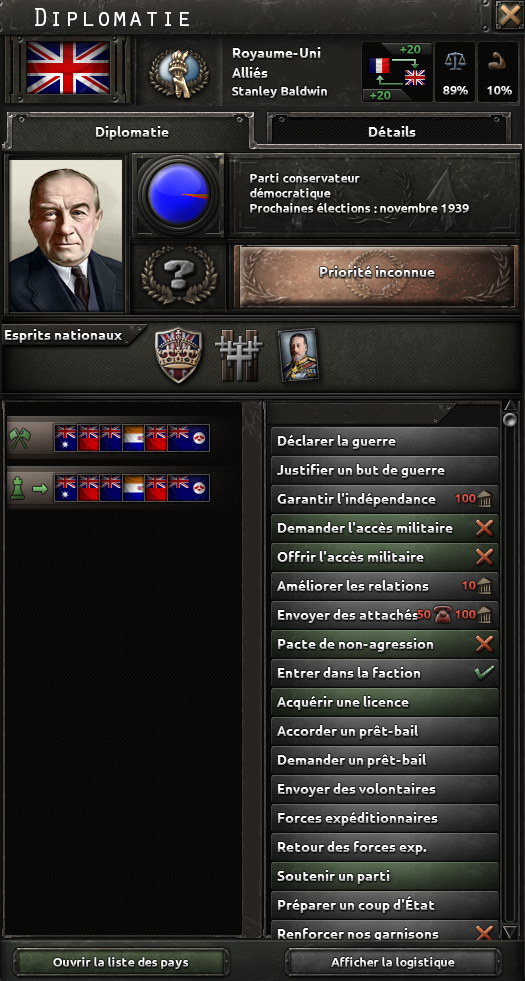 Diplomatie
Royaume-Uni
Alliés
Stanley Baldwin
+20
+20
89%
10%
Diplomatie
Détails
Parti conservateur
démocratique
Prochaines élections : novembre 1939
Priorité inconnue
Esprits nationaux
Déclarer la guerre
Justifier un but de guerre
Garantir l'indépendance 100
Demander l'accès militaire
Offrir l'accès militaire
Améliorer les relations 10
Envoyer des attachés 50 100
Pacte de non-agression
Entrer dans la faction
Acquérir une licence
Accorder un prêt-bail
Demander un prêt-bail
Envoyer des volontaires
Forces expéditionnaires
Retour des forces exp.
Soutenir un parti
Préparer un coup d'État
Renforcer nos garnisons
Ouvrir la liste des pays
Afficher la logistique